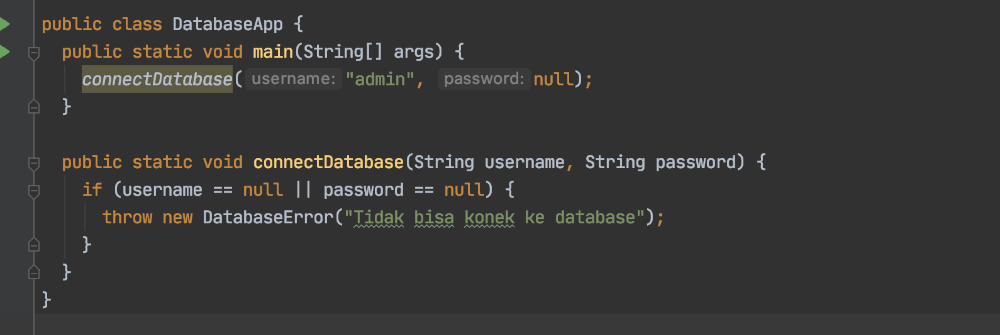 public class DatabaseApp {
public static void main(String[] args) {
connectDatabase( username: "admin", password: null);
}
public static void connectDatabase(String username, String password) {
if (username == null || password == null) {
throw new DatabaseError("Tidak bisa konek ke database");
}
}
}